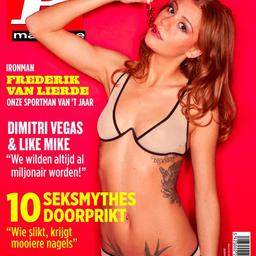 P
ma
IRONMAN
FREDERIK
VAN LIERDE
ONZE SPORTMAN VAN 'T JAAR
DIMITRI VEGAS
& LIKE MIKE
"We wilden altijd al
miljonair worden!"
10 SEKSMYTHES
DOORPRIKT
"Wie slikt, krijgt
mooiere nagels"